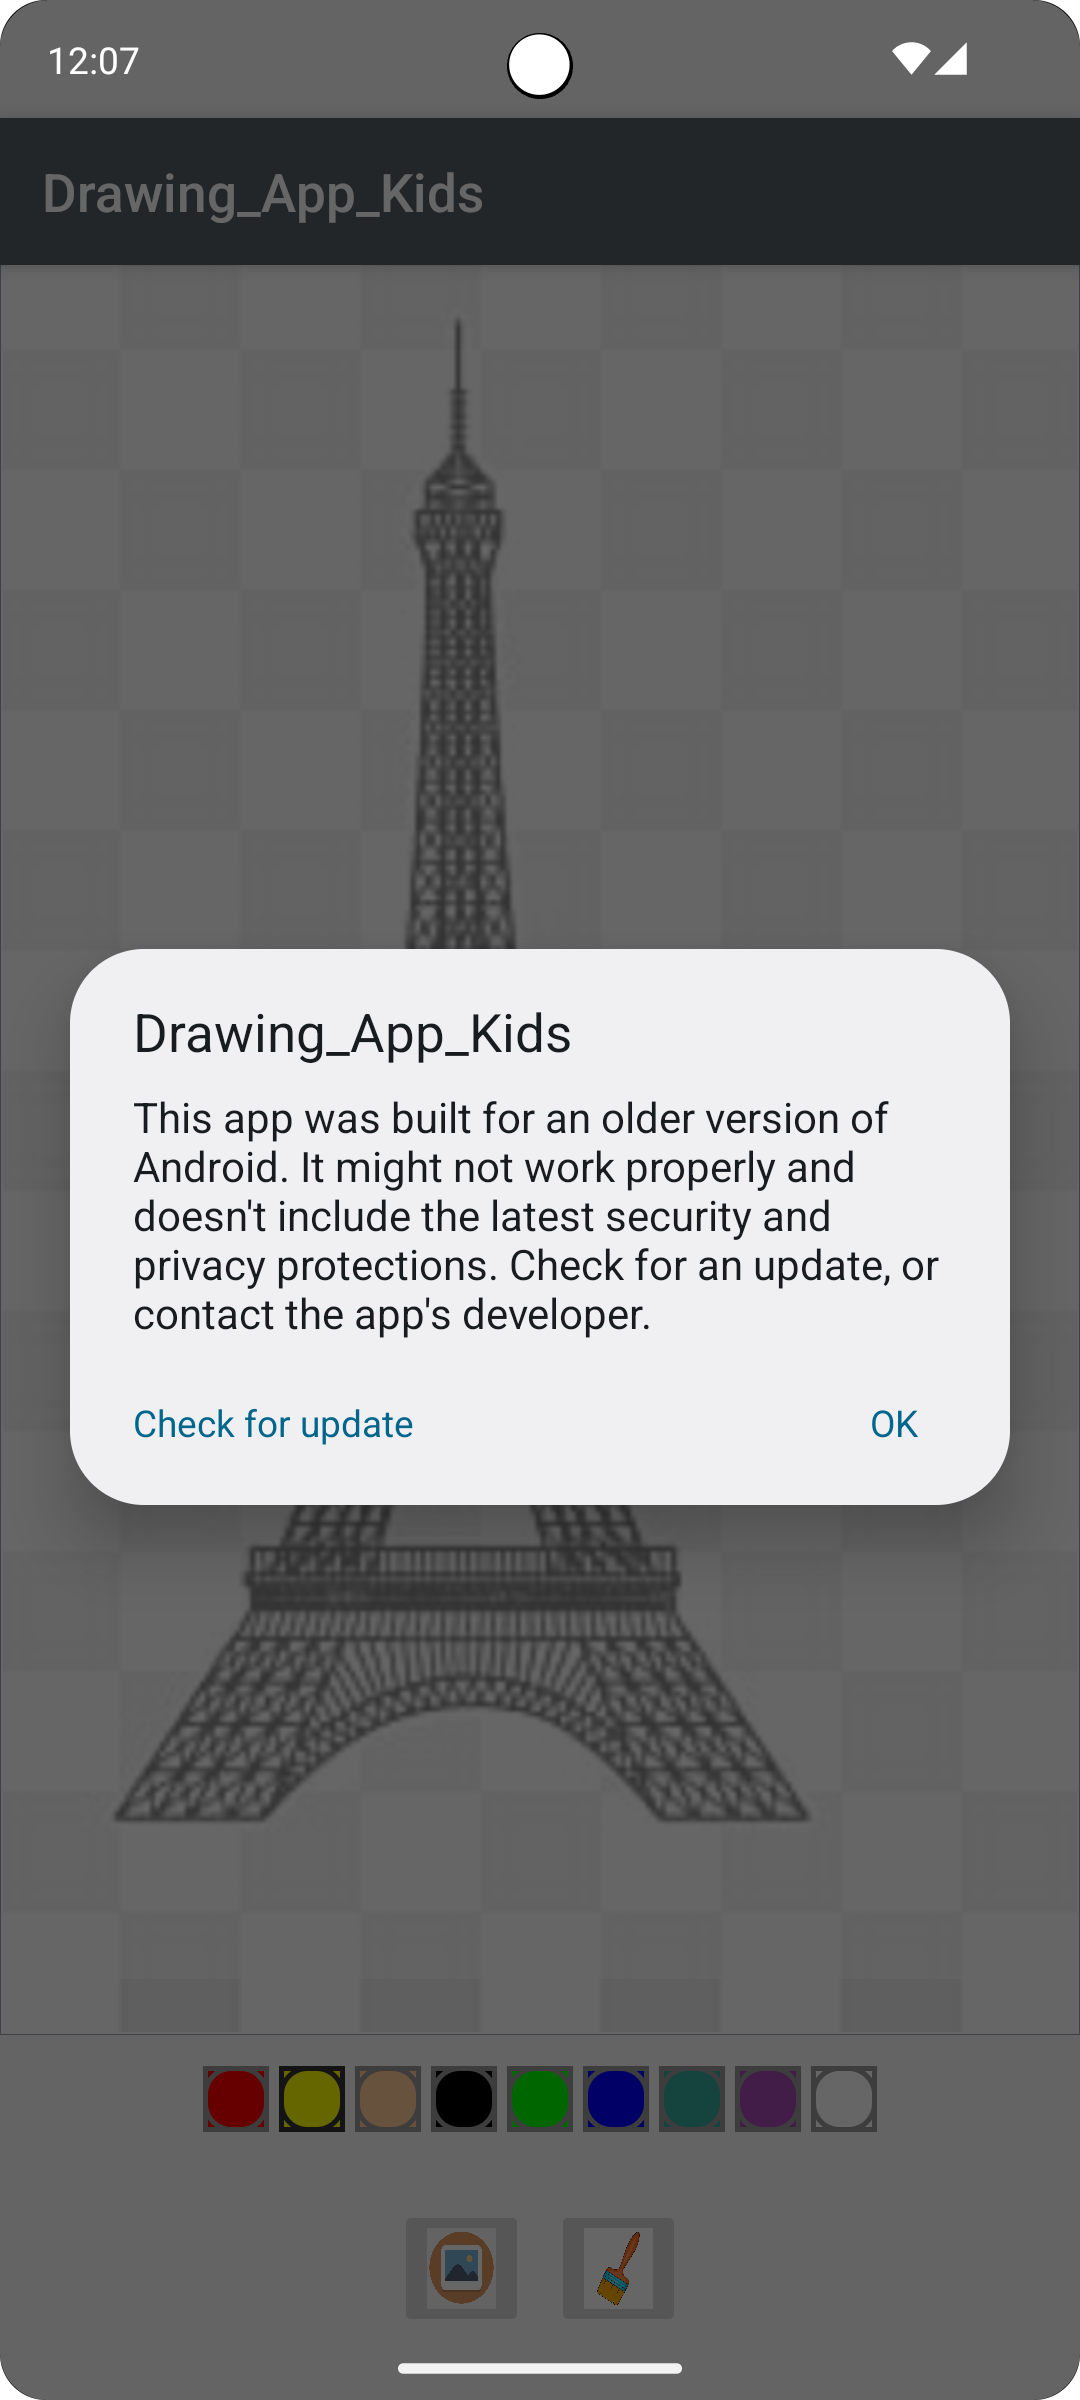 12:07
Drawing_App_Kids
Drawing_App_Kids
This app was built for an older version of
Android. It might not work properly and
doesn't include the latest security and
privacy protections. Check for an update, or
contact the app's developer.
Check for update
OK